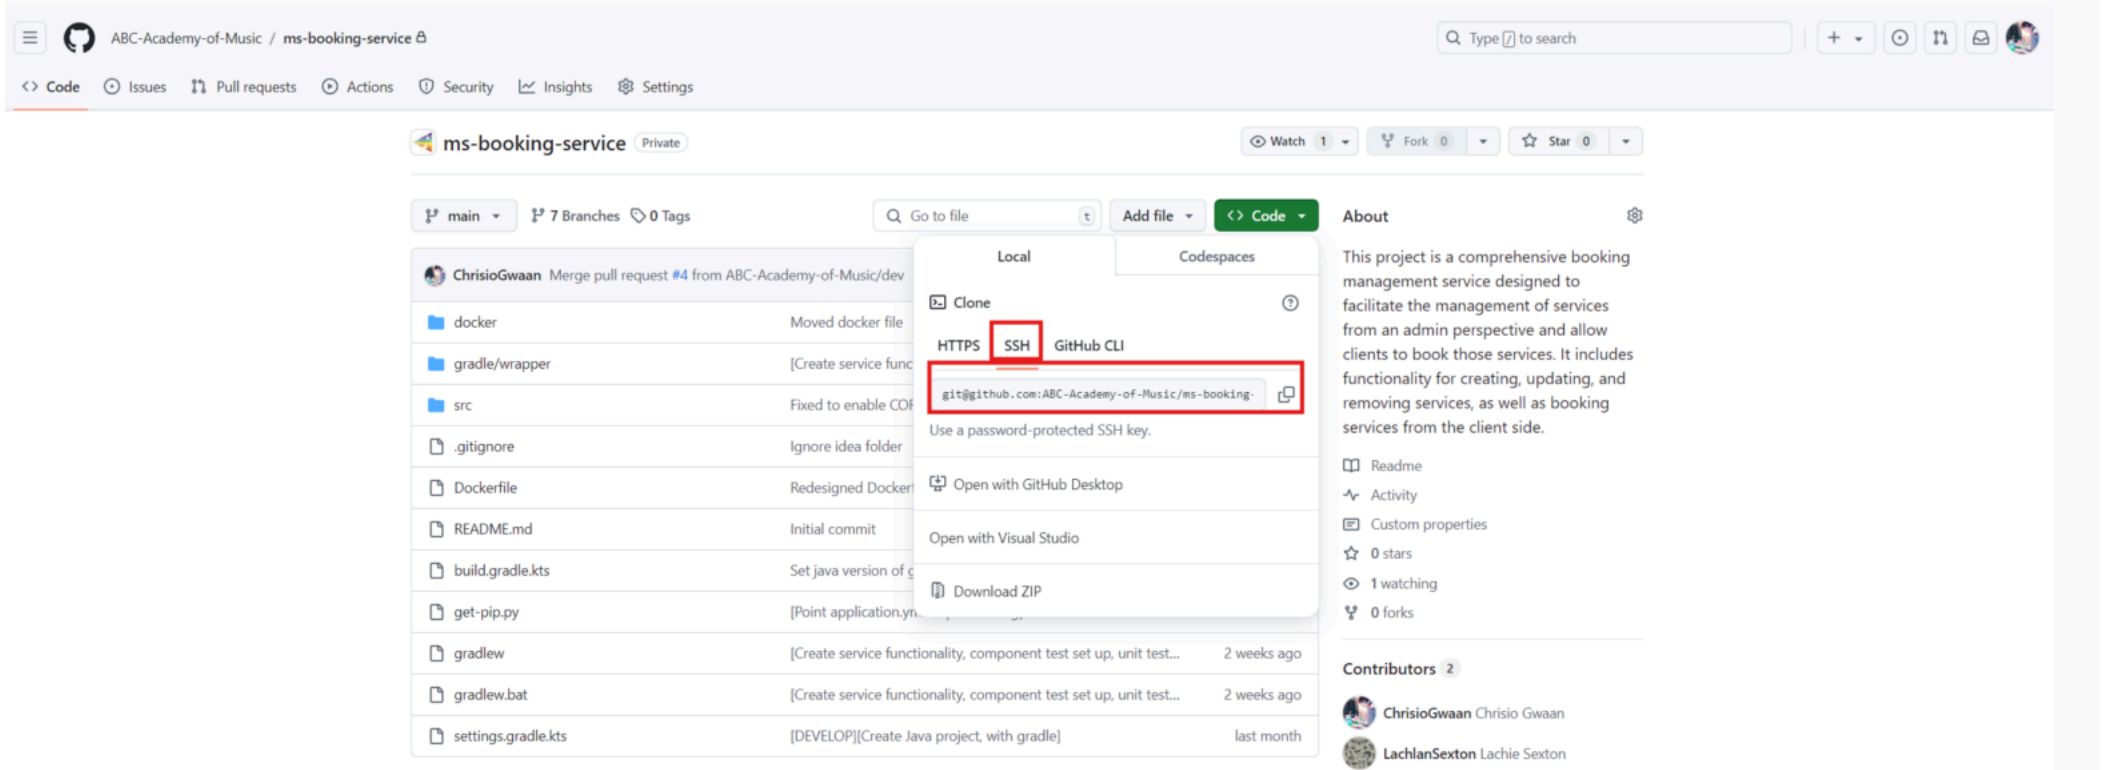 ABC-Academy-of-Music / ms-booking-service
Type / to search
Code Issues Pull requests Actions Security Insights Settings
ms-booking-service Private
Watch 1 Fork 0 Star 0
main 7 Branches 0 Tags
Go to file t
Add file
Code
ChrisioGwaan Merge pull request #4 from ABC-Academy-of-Music/dev
docker Moved docker file
gradle/wrapper [Create service func
src Fixed to enable COR
.gitignore Ignore idea folder
Dockerfile Redesigned Docker
README.md Initial commit
build.gradle.kts Set java version of g
get-pip.py [Point application.ym
gradlew [Create service functionality, component test set up, unit test... 2 weeks ago
gradlew.bat [Create service functionality, component test set up, unit test... 2 weeks ago
settings.gradle.kts [DEVELOP][Create Java project, with gradle] last month
Local Codespaces
Clone
HTTPS SSH GitHub CLI
git@github.com:ABC-Academy-of-Music/ms-booking-
Use a password-protected SSH key.
Open with GitHub Desktop
Open with Visual Studio
Download ZIP
About
This project is a comprehensive booking
management service designed to
facilitate the management of services
from an admin perspective and allow
clients to book those services. It includes
functionality for creating, updating, and
removing services, as well as booking
services from the client side.
Readme
Activity
Custom properties
0 stars
1 watching
0 forks
Contributors 2
ChrisioGwaan Chrisio Gwaan
LachlanSexton Lachie Sexton